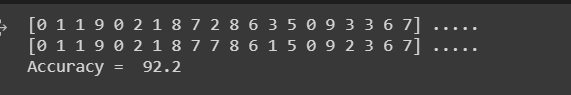 [0 1 1 9 0 2 1 8 7 2 8 6 3 5 0 9 3 3 6 7] .....
[0 1 1 9 0 2 1 8 7 7 8 6 1 5 0 9 2 3 6 7] .....
Accuracy =  92.2